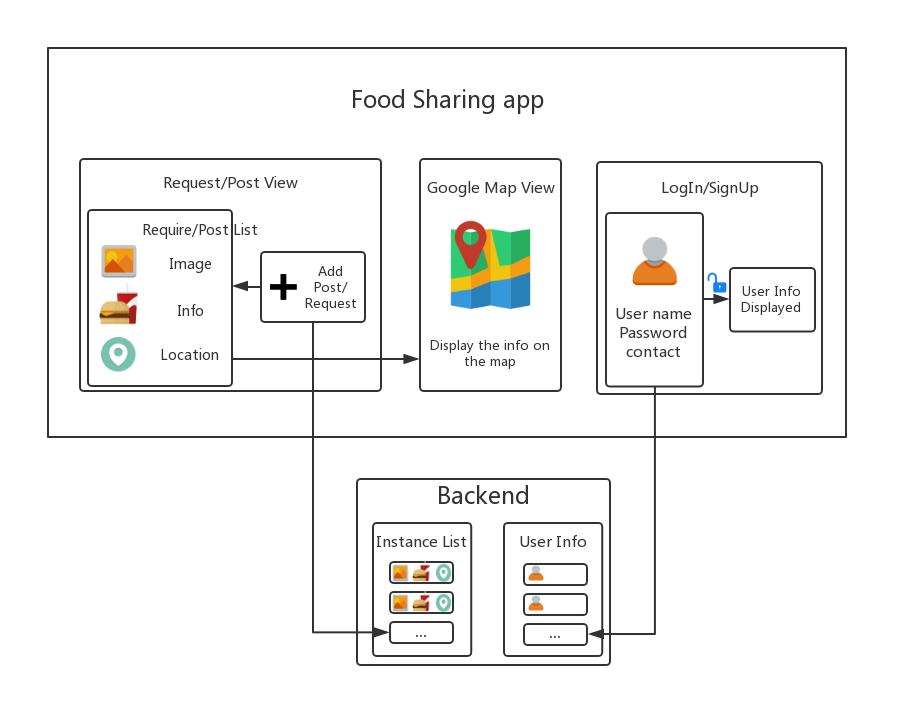 Food Sharing app
Request/Post View
Require/Post List
Image
Info
Location
Add
Post/
Request
Google Map View
Display the info on
the map
LogIn/SignUp
User name
Password
contact
User Info
Displayed
Backend
Instance List
...
User Info
...